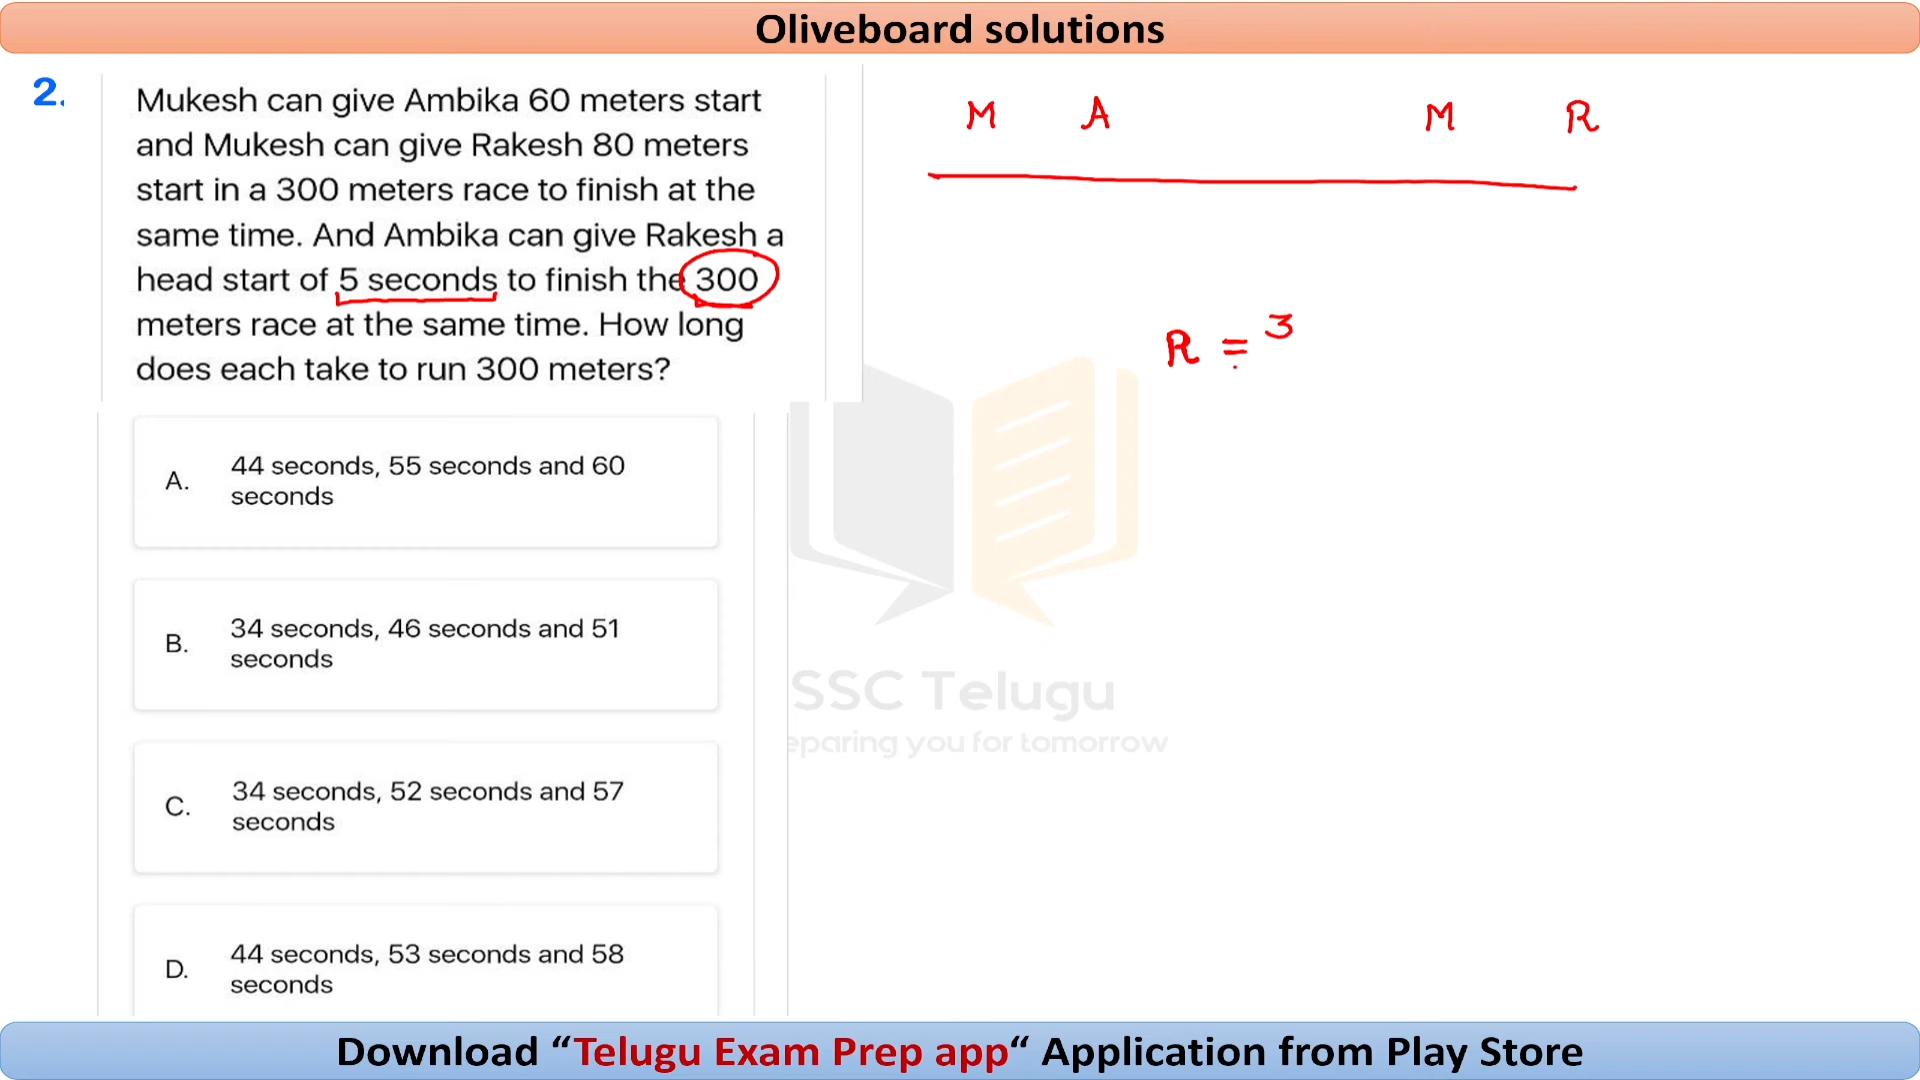 Oliveboard solutions
2.
Mukesh can give Ambika 60 meters start
and Mukesh can give Rakesh 80 meters
start in a 300 meters race to finish at the
same time. And Ambika can give Rakesh a
head start of 5 seconds to finish the 300
meters race at the same time. How long
does each take to run 300 meters?
A. 44 seconds, 55 seconds and 60
seconds
B. 34 seconds, 46 seconds and 51
seconds
C. 34 seconds, 52 seconds and 57
seconds
D. 44 seconds, 53 seconds and 58
seconds
M A M R
R = 3
SSC Telugu
eparing you for tomorrow
Download “Telugu Exam Prep app“ Application from Play Store